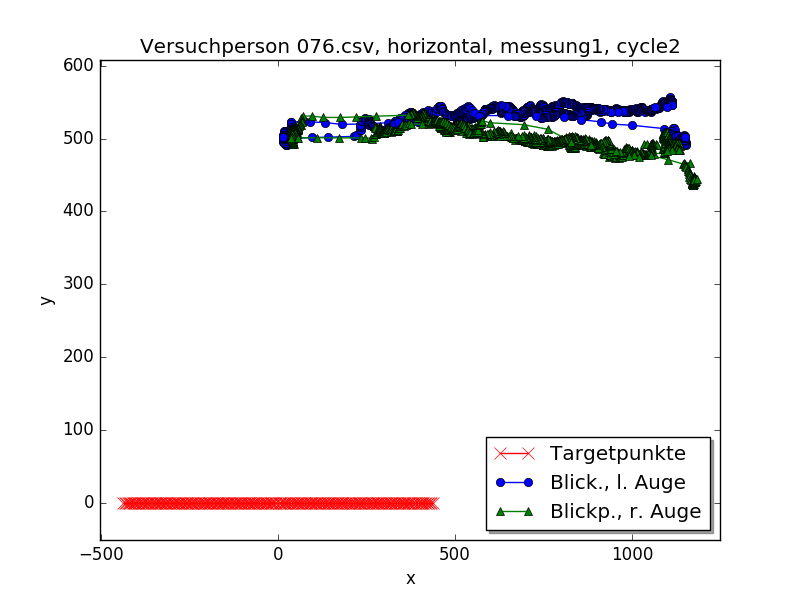 Versuchperson 076.csv, horizontal, messung1, cycle2
600
500
400
300
200
100
0
y
−500
0
500
1000
x
Targetpunkte
Blick., l. Auge
Blickp., r. Auge